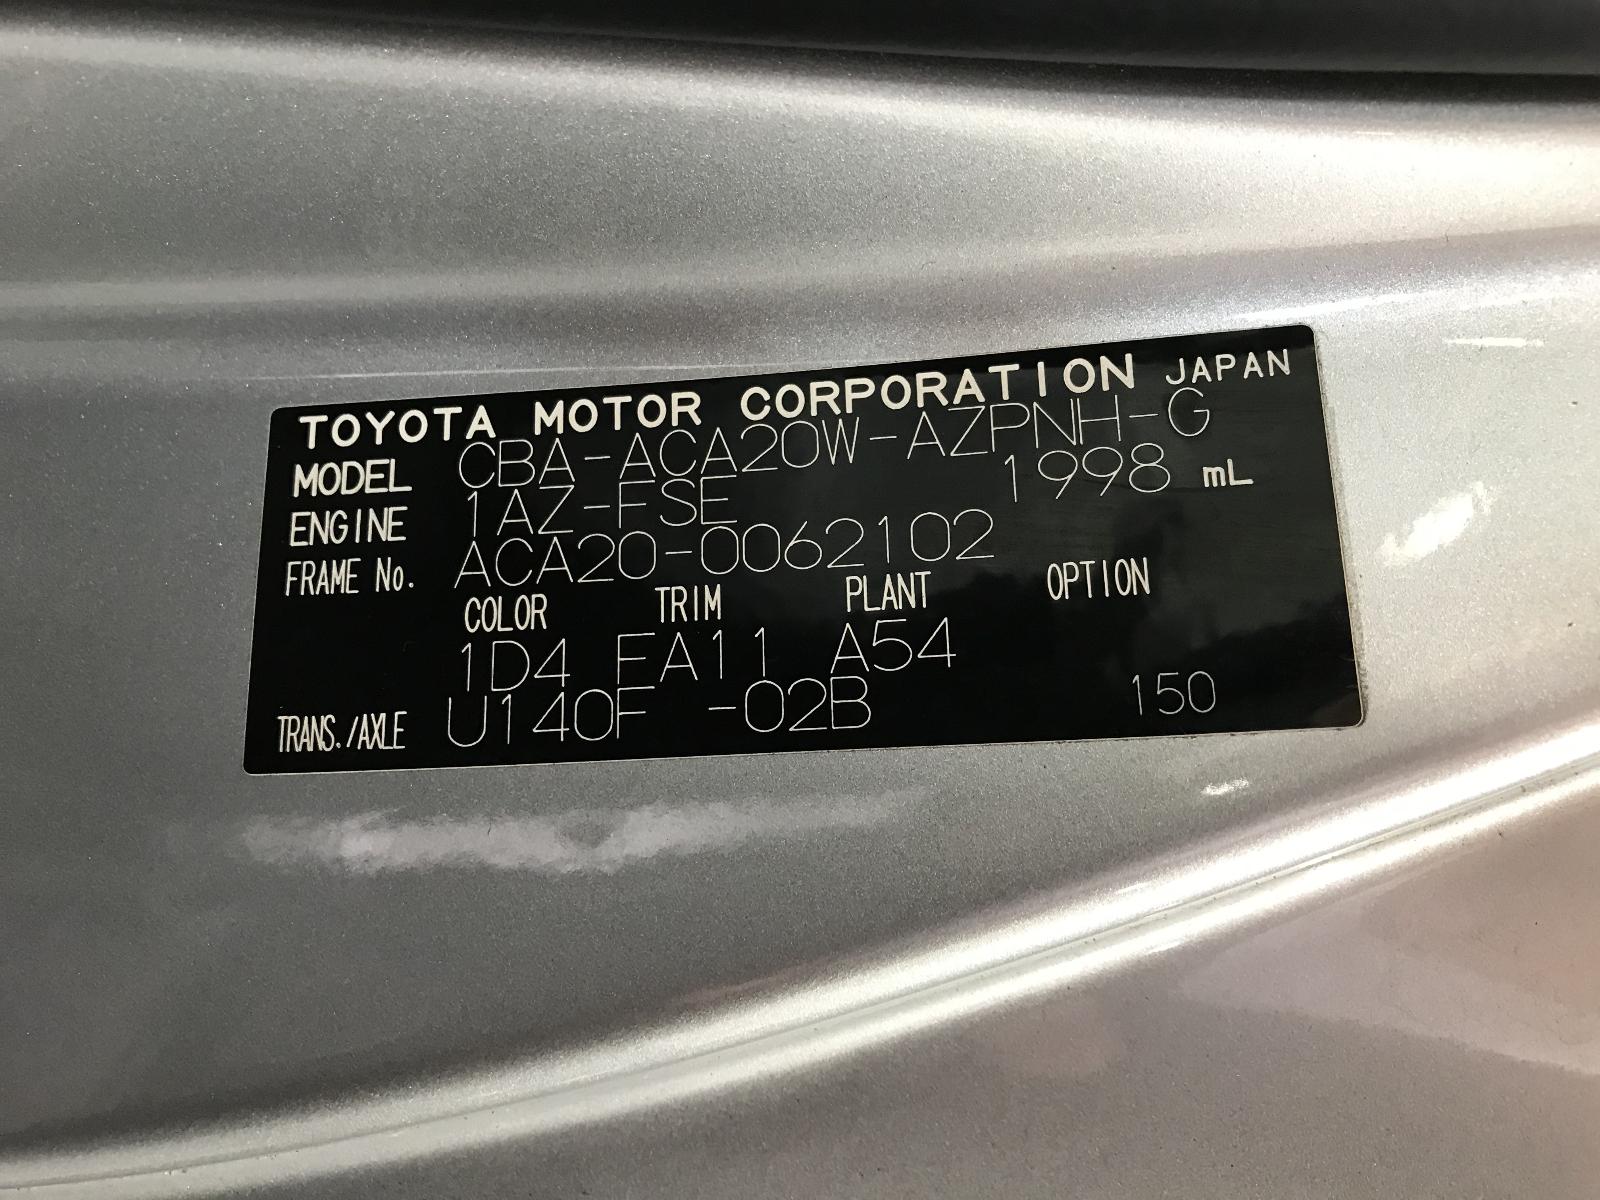 TOYOTA MOTOR CORPORATION JAPAN
MODEL CBA-ACA20W-AZPNH-G
ENGINE 1AZ-FSE 1998 mL
FRAME No. ACA20-0062102
COLOR TRIM PLANT OPTION
1D4 EA11 A54
TRANS./AXLE U140F -02B 150